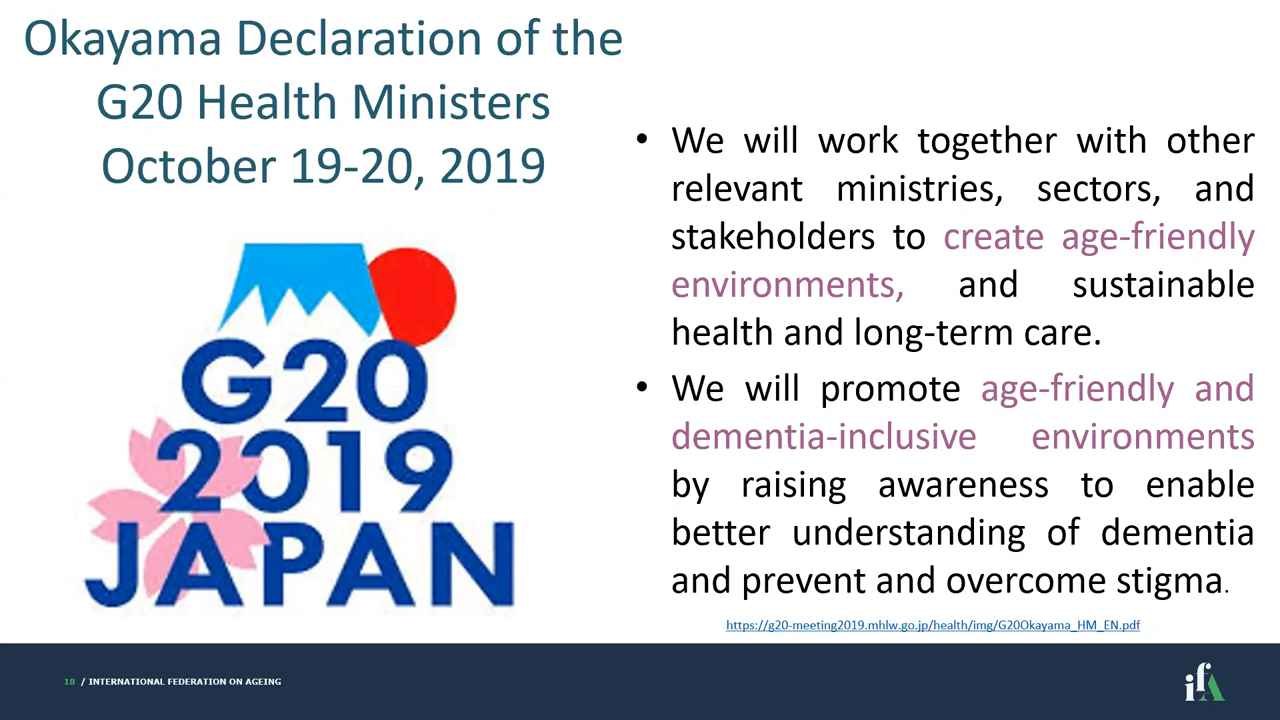 Okayama Declaration of the
G20 Health Ministers
October 19-20, 2019
G20
2019
JAPAN
• We will work together with other
relevant ministries, sectors, and
stakeholders to create age-friendly
environments, and sustainable
health and long-term care.
• We will promote age-friendly and
dementia-inclusive environments
by raising awareness to enable
better understanding of dementia
and prevent and overcome stigma.
https://g20-meeting2019.mhlw.go.jp/health/img/G20Okayama_HM_EN.pdf
18 / INTERNATIONAL FEDERATION ON AGEING
ifA